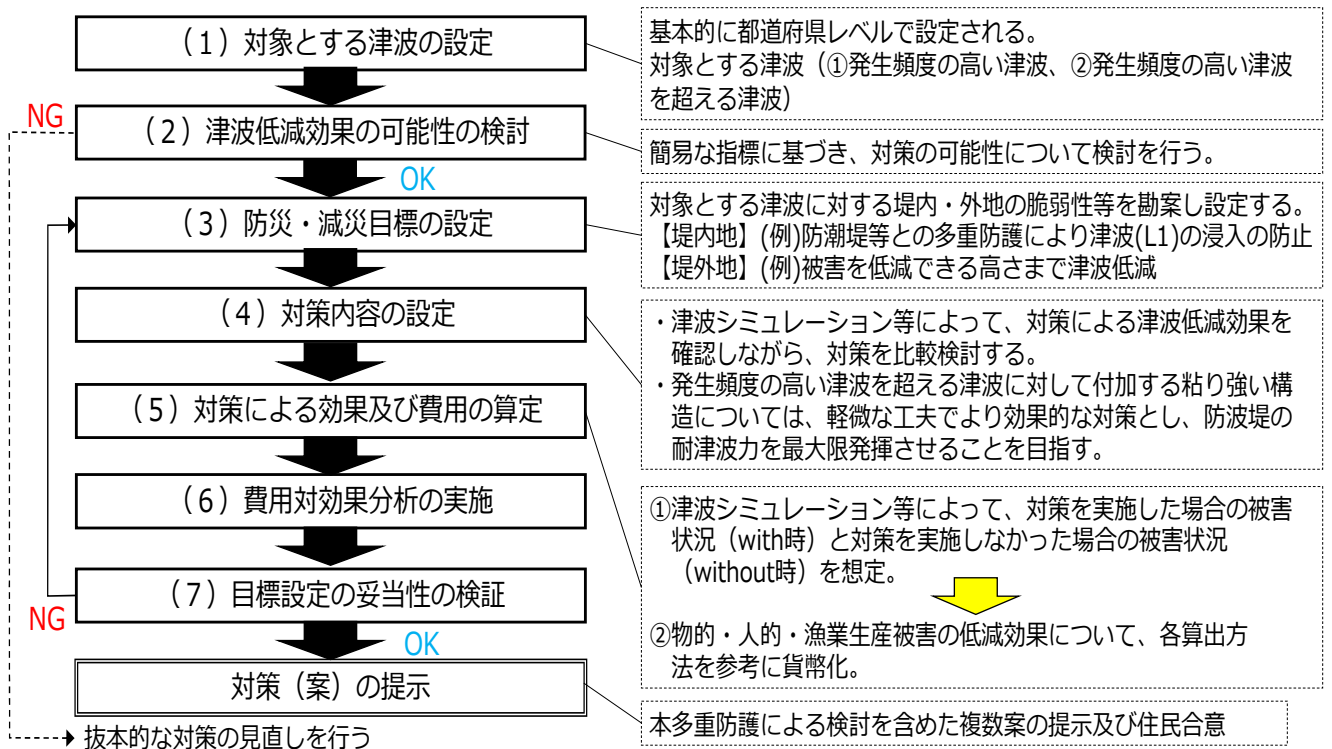 （１）対象とする津波の設定
基本的に都道府県レベルで設定される。
対象とする津波（①発生頻度の高い津波、②発生頻度の高い津波
を超える津波）
NG
（２）津波低減効果の可能性の検討
簡易な指標に基づき、対策の可能性について検討を行う。
OK
（３）防災・減災目標の設定
対象とする津波に対する堤内・外地の脆弱性等を勘案し設定する。
【堤内地】(例)防潮堤等との多重防護により津波(L1)の浸入の防止
【堤外地】(例)被害を低減できる高さまで津波低減
（４）対策内容の設定
・津波シミュレーション等によって、対策による津波低減効果を
確認しながら、対策を比較検討する。
・発生頻度の高い津波を超える津波に対して付加する粘り強い構
造については、軽微な工夫でより効果的な対策とし、防波堤の
耐津波力を最大限発揮させることを目指す。
（５）対策による効果及び費用の算定
（６）費用対効果分析の実施
①津波シミュレーション等によって、対策を実施した場合の被害
状況（with時）と対策を実施しなかった場合の被害状況
（without時）を想定。
②物的・人的・漁業生産被害の低減効果について、各算出方
法を参考に貨幣化。
（７）目標設定の妥当性の検証
NG
OK
対策（案）の提示
本多重防護による検討を含めた複数案の提示及び住民合意
抜本的な対策の見直しを行う